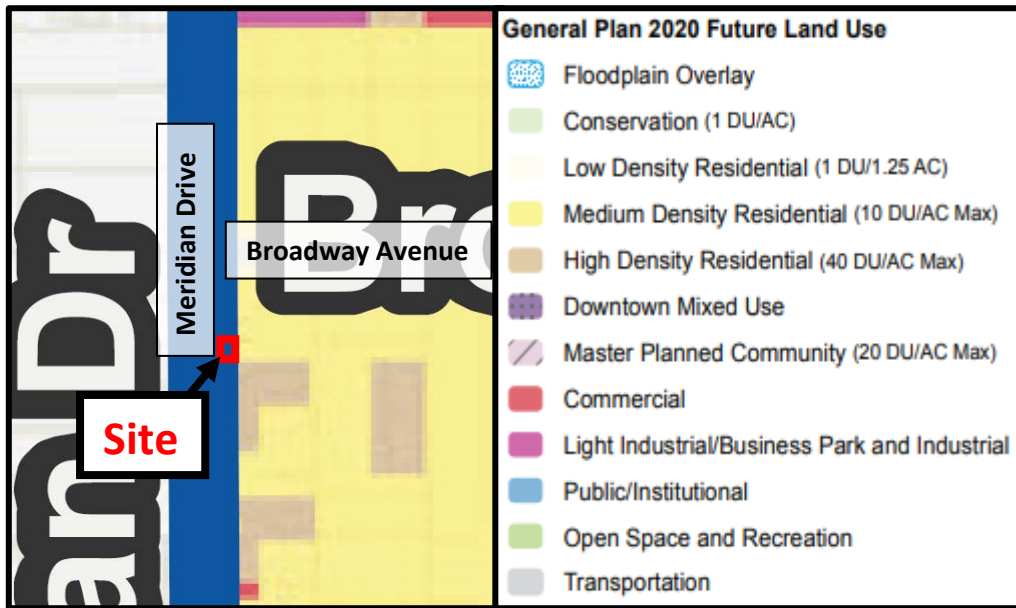 Meridian Drive
Broadway Avenue
Site
General Plan 2020 Future Land Use
Floodplain Overlay
Conservation (1 DU/AC)
Low Density Residential (1 DU/1.25 AC)
Medium Density Residential (10 DU/AC Max)
High Density Residential (40 DU/AC Max)
Downtown Mixed Use
Master Planned Community (20 DU/AC Max)
Commercial
Light Industrial/Business Park and Industrial
Public/Institutional
Open Space and Recreation
Transportation